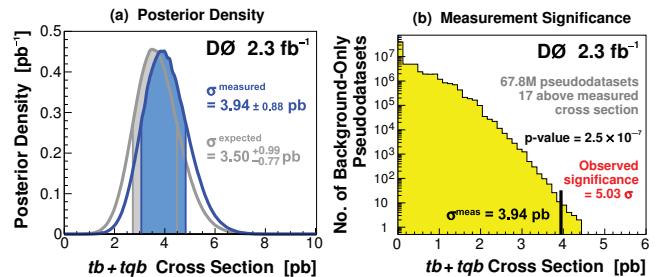 (a) Posterior Density
DØ 2.3 fb⁻¹
σ^measured
= 3.94 ± 0.88 pb
σ^expected
= 3.50 +0.99 −0.77 pb
Posterior Density [pb⁻¹]
0.5
0.4
0.3
0.2
0.1
0
0 2 4 6 8 10
tb + tqb Cross Section [pb]
(b) Measurement Significance
DØ 2.3 fb⁻¹
67.8M pseudodatasets
17 above measured
cross section
p-value = 2.5 × 10⁻⁷
Observed
significance
= 5.03 σ
σ^meas = 3.94 pb
No. of Background-Only
Pseudodatasets
10⁷
10⁶
10⁵
10⁴
10³
10²
10
1
0 1 2 3 4 5 6
tb + tqb Cross Section [pb]